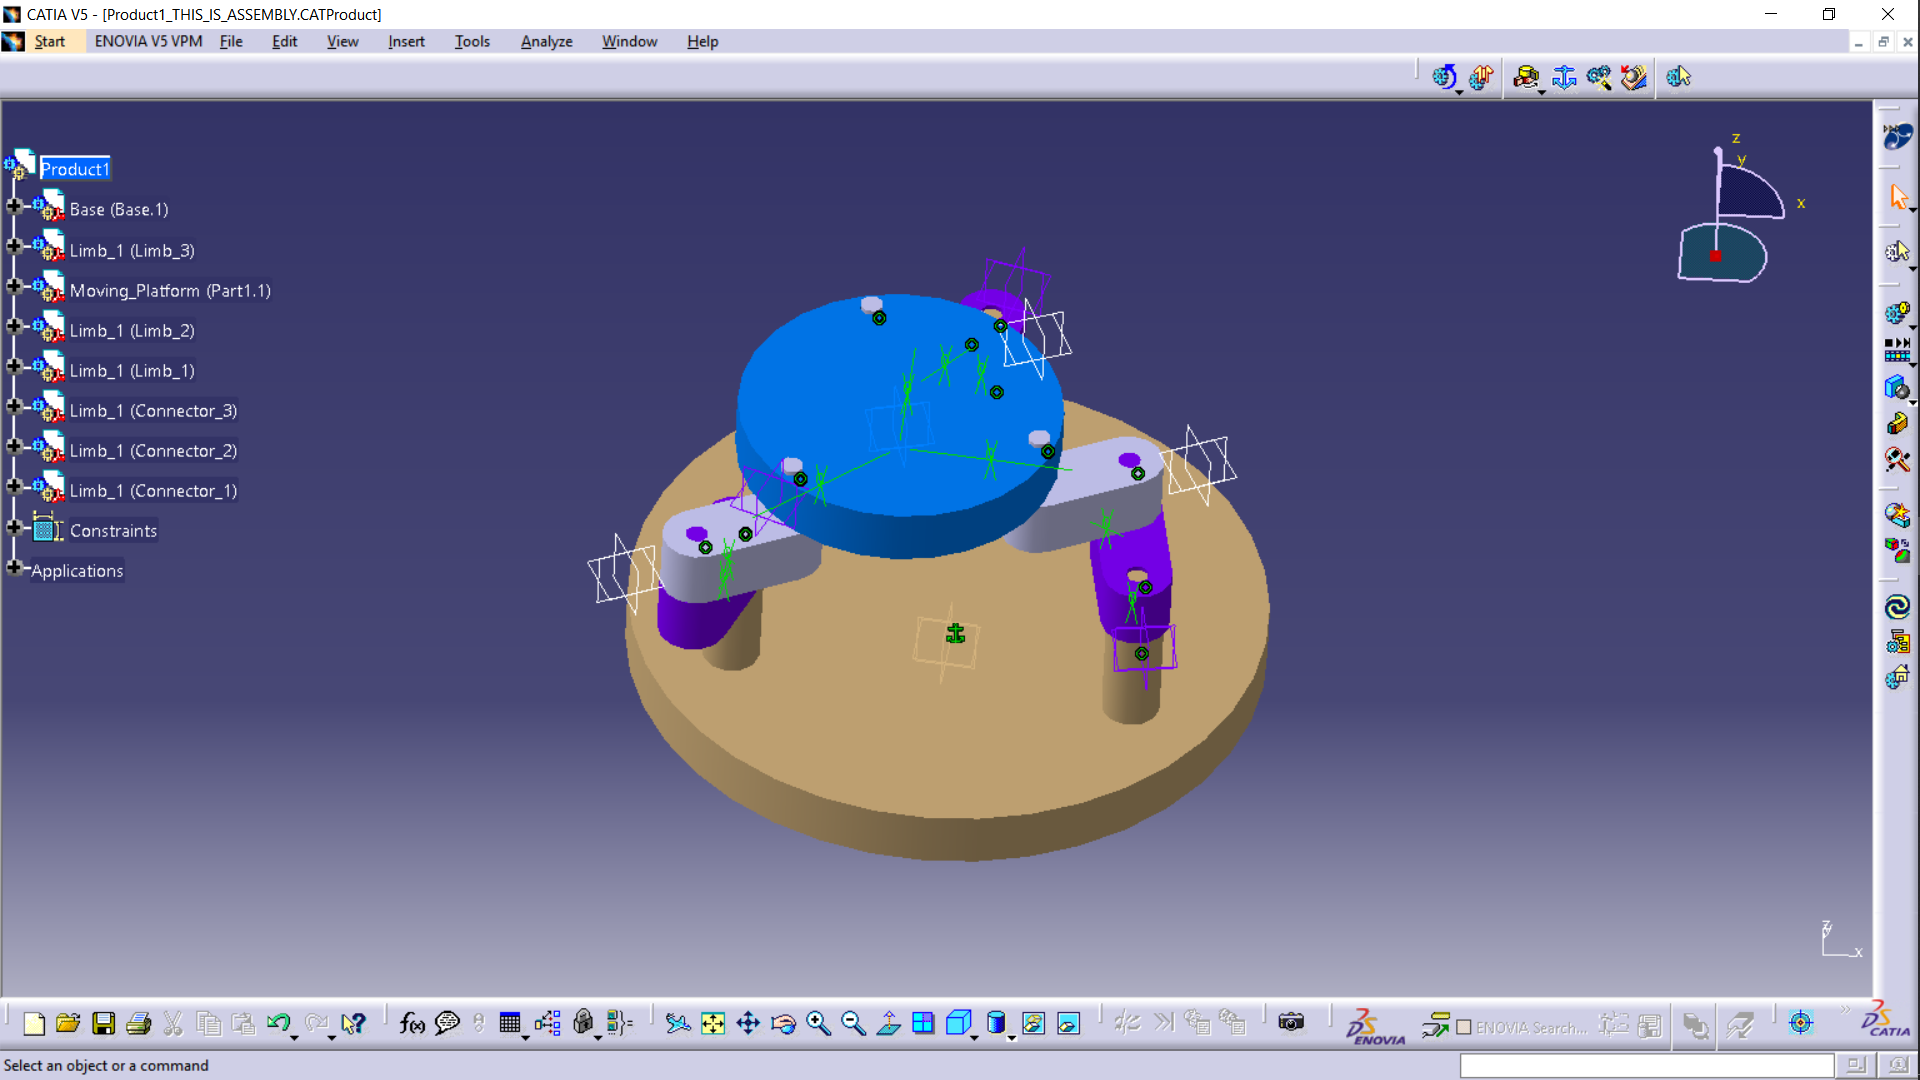 CATIA V5 - [Product1_THIS_IS_ASSEMBLY.CATProduct]
Start ENOVIA V5 VPM File Edit View Insert Tools Analyze Window Help
z
y
x
Product1
Base (Base.1)
Limb_1 (Limb_3)
Moving_Platform (Part1.1)
Limb_1 (Limb_2)
Limb_1 (Limb_1)
Limb_1 (Connector_3)
Limb_1 (Connector_2)
Limb_1 (Connector_1)
Constraints
Applications
z
y
x
f(x)
ENOVIA
ENOVIA Search...
CATIA
Select an object or a command